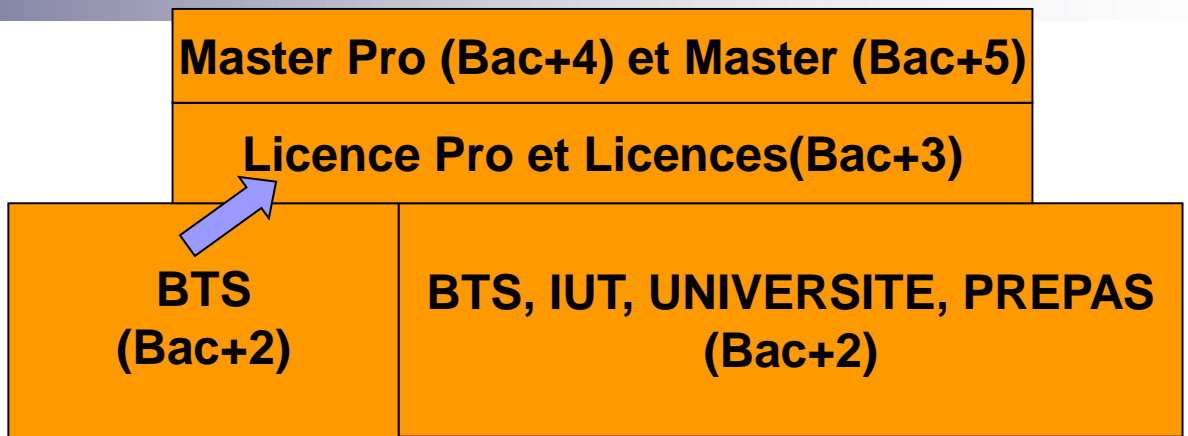 Master Pro (Bac+4) et Master (Bac+5)
Licence Pro et Licences(Bac+3)
BTS
(Bac+2)
BTS, IUT, UNIVERSITE, PREPAS
(Bac+2)